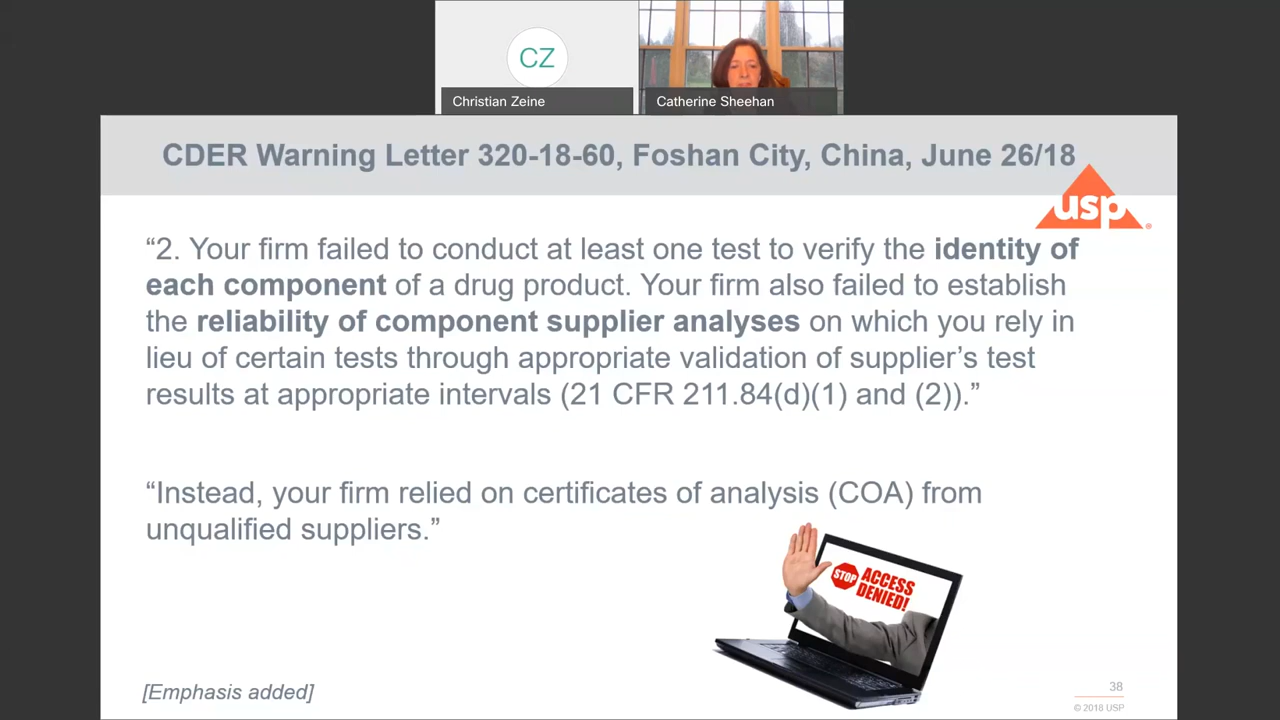 CZ
Christian Zeine
Catherine Sheehan
CDER Warning Letter 320-18-60, Foshan City, China, June 26/18
usp®
“2. Your firm failed to conduct at least one test to verify the identity of
each component of a drug product. Your firm also failed to establish
the reliability of component supplier analyses on which you rely in
lieu of certain tests through appropriate validation of supplier’s test
results at appropriate intervals (21 CFR 211.84(d)(1) and (2)).”
“Instead, your firm relied on certificates of analysis (COA) from
unqualified suppliers.”
STOP
ACCESS
DENIED!
[Emphasis added]
38
© 2018 USP